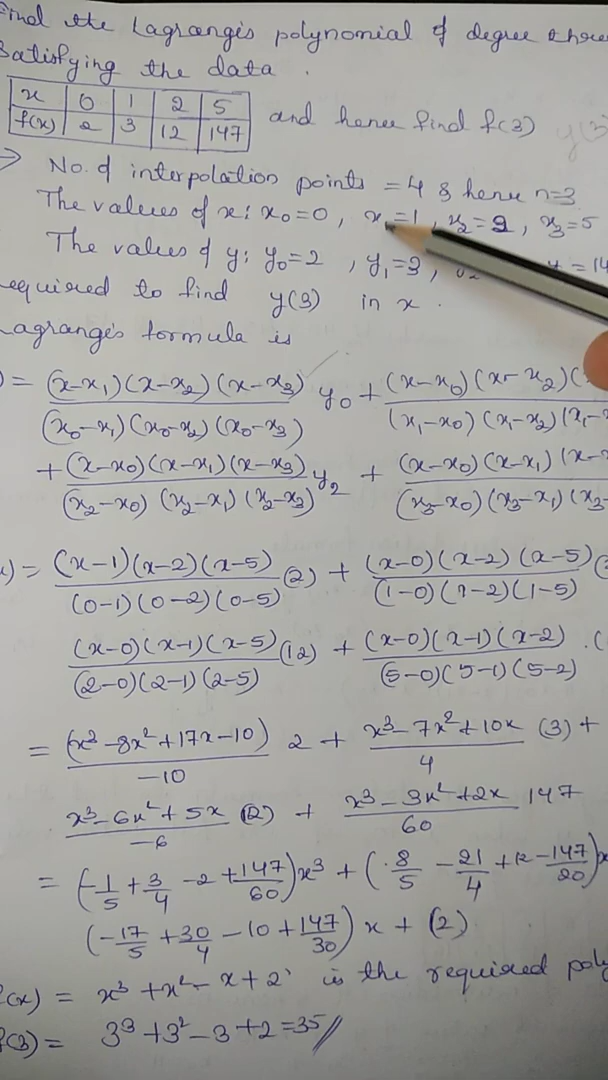 Find the Lagrange's polynomial of degree three
Satisfying the data.
x 0 1 2 5
f(x) 2 3 12 147
and hence find f(3)
y(3)
No. of interpolation points = 4 & hence n=3
The values of x: x₀=0, x₁=1, x₂=2, x₃=5
The values of y: y₀=2, y₁=3, = 14
required to find y(3) in x.
Lagrange's formula is
) = (x-x₁)(x-x₂)(x-x₃)/(x₀-x₁)(x₀-x₂)(x₀-x₃) y₀ + (x-x₀)(x-x₂)(/(x₁-x₀)(x₁-x₂)(x₁-
+ (x-x₀)(x-x₁)(x-x₃)/(x₂-x₀)(x₂-x₁)(x₂-x₃) y₂ + (x-x₀)(x-x₁)(x-/(x₃-x₀)(x₃-x₁)(x₃-
x) = (x-1)(x-2)(x-5)/(0-1)(0-2)(0-5) (2) + (x-0)(x-2)(x-5)/(1-0)(1-2)(1-5) (3
(x-0)(x-1)(x-5)/(2-0)(2-1)(2-5) (12) + (x-0)(x-1)(x-2)/(5-0)(5-1)(5-2) . (
= (x³-8x²+17x-10)/-10 2 + x³-7x²+10x/4 (3) +
x³-6x²+5x/-6 (12) + x³-3x²+2x/60 147
= (-1/5 + 3/4 - 2 + 147/60) x³ + (8/5 - 21/4 + 12 - 147/20) x
(-17/5 + 30/4 - 10 + 147/30) x + (2)
f(x) = x³ + x² - x + 2 is the required poly
f(3) = 3³ + 3² - 3 + 2 = 35//